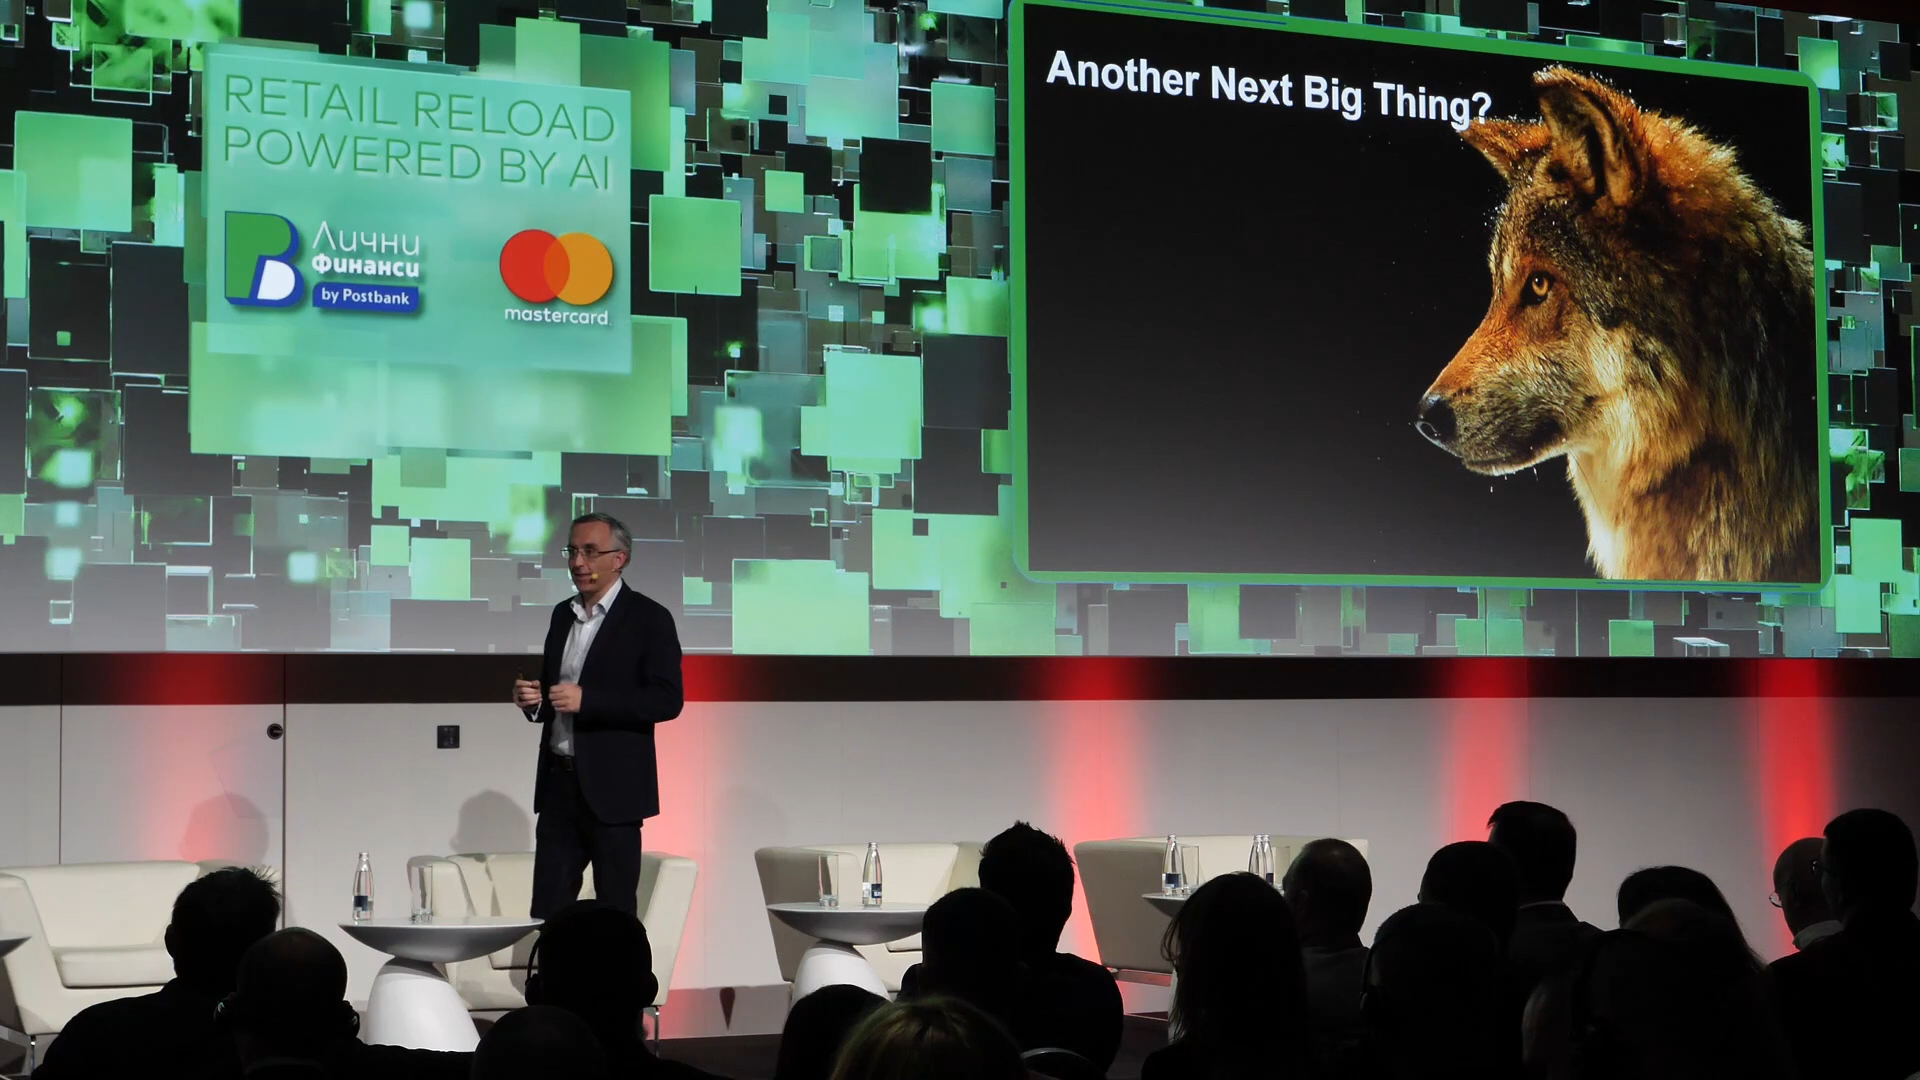 RETAIL RELOAD
POWERED BY AI
Лични
Финанси
by Postbank
mastercard
Another Next Big Thing?